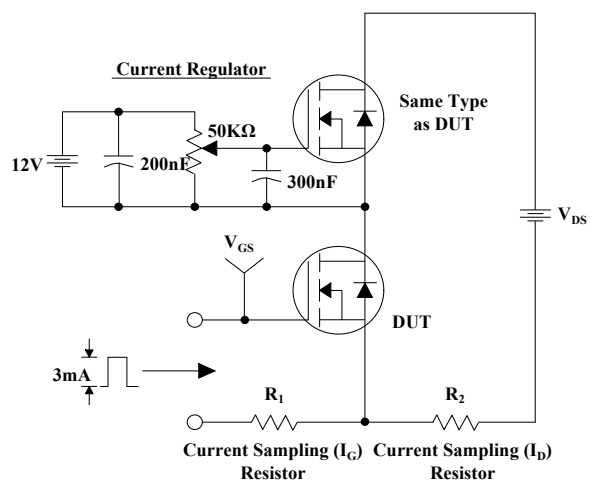 Current Regulator
Same Type
as DUT
50KΩ
12V
200nF
300nF
V_DS
V_GS
DUT
3mA
R_1
R_2
Current Sampling (I_G)
Resistor
Current Sampling (I_D)
Resistor